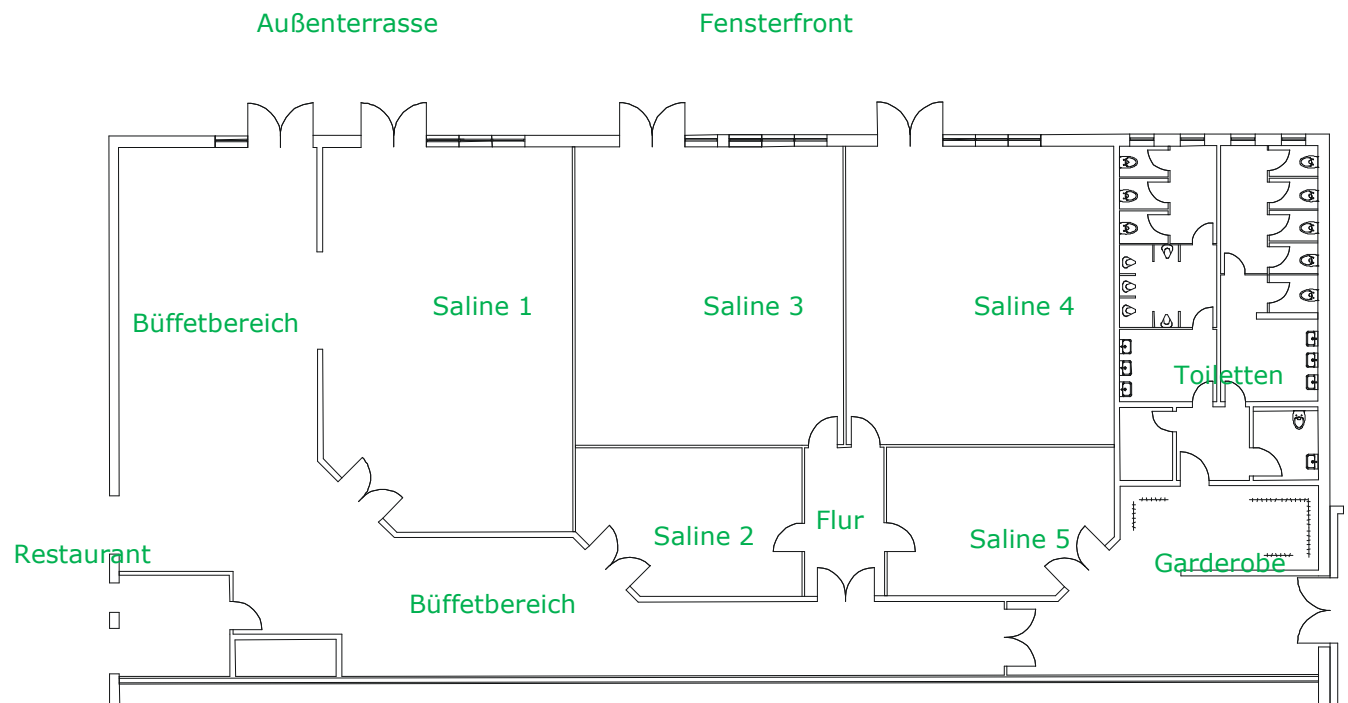 Außenterrasse
Fensterfront
Büffetbereich
Saline 1
Saline 3
Saline 4
Toiletten
Restaurant
Saline 2
Flur
Saline 5
Garderobe
Büffetbereich